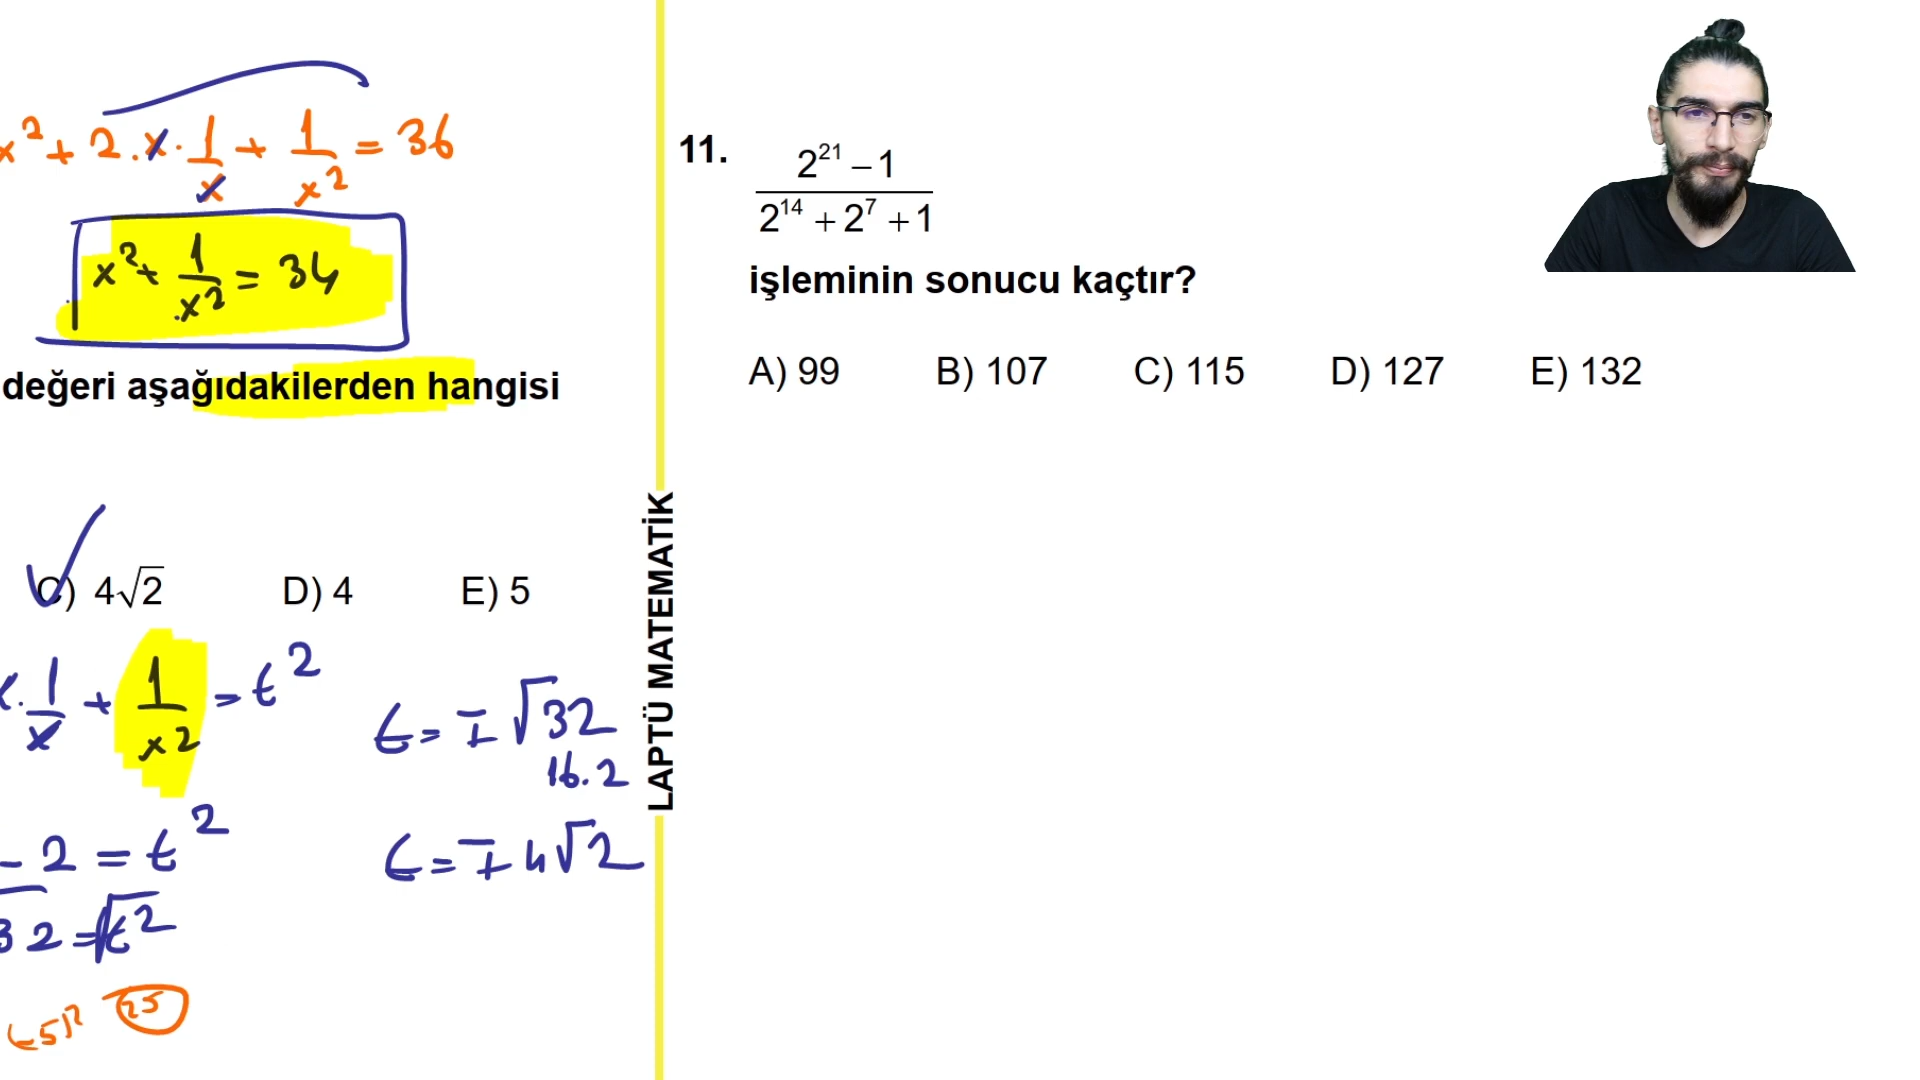 x² + 2.x.1/x + 1/x² = 36
x² + 1/x² = 34
değeri aşağıdakilerden hangisi
C) 4√2 D) 4 E) 5
x.1/x + 1/x² = t²
- 2 = t²
32 = √t²
25
t = ∓√32
16.2
t = ∓4√2
LAPTÜ MATEMATİK
11. (2²¹ – 1)/(2¹⁴ + 2⁷ + 1)
işleminin sonucu kaçtır?
A) 99 B) 107 C) 115 D) 127 E) 132